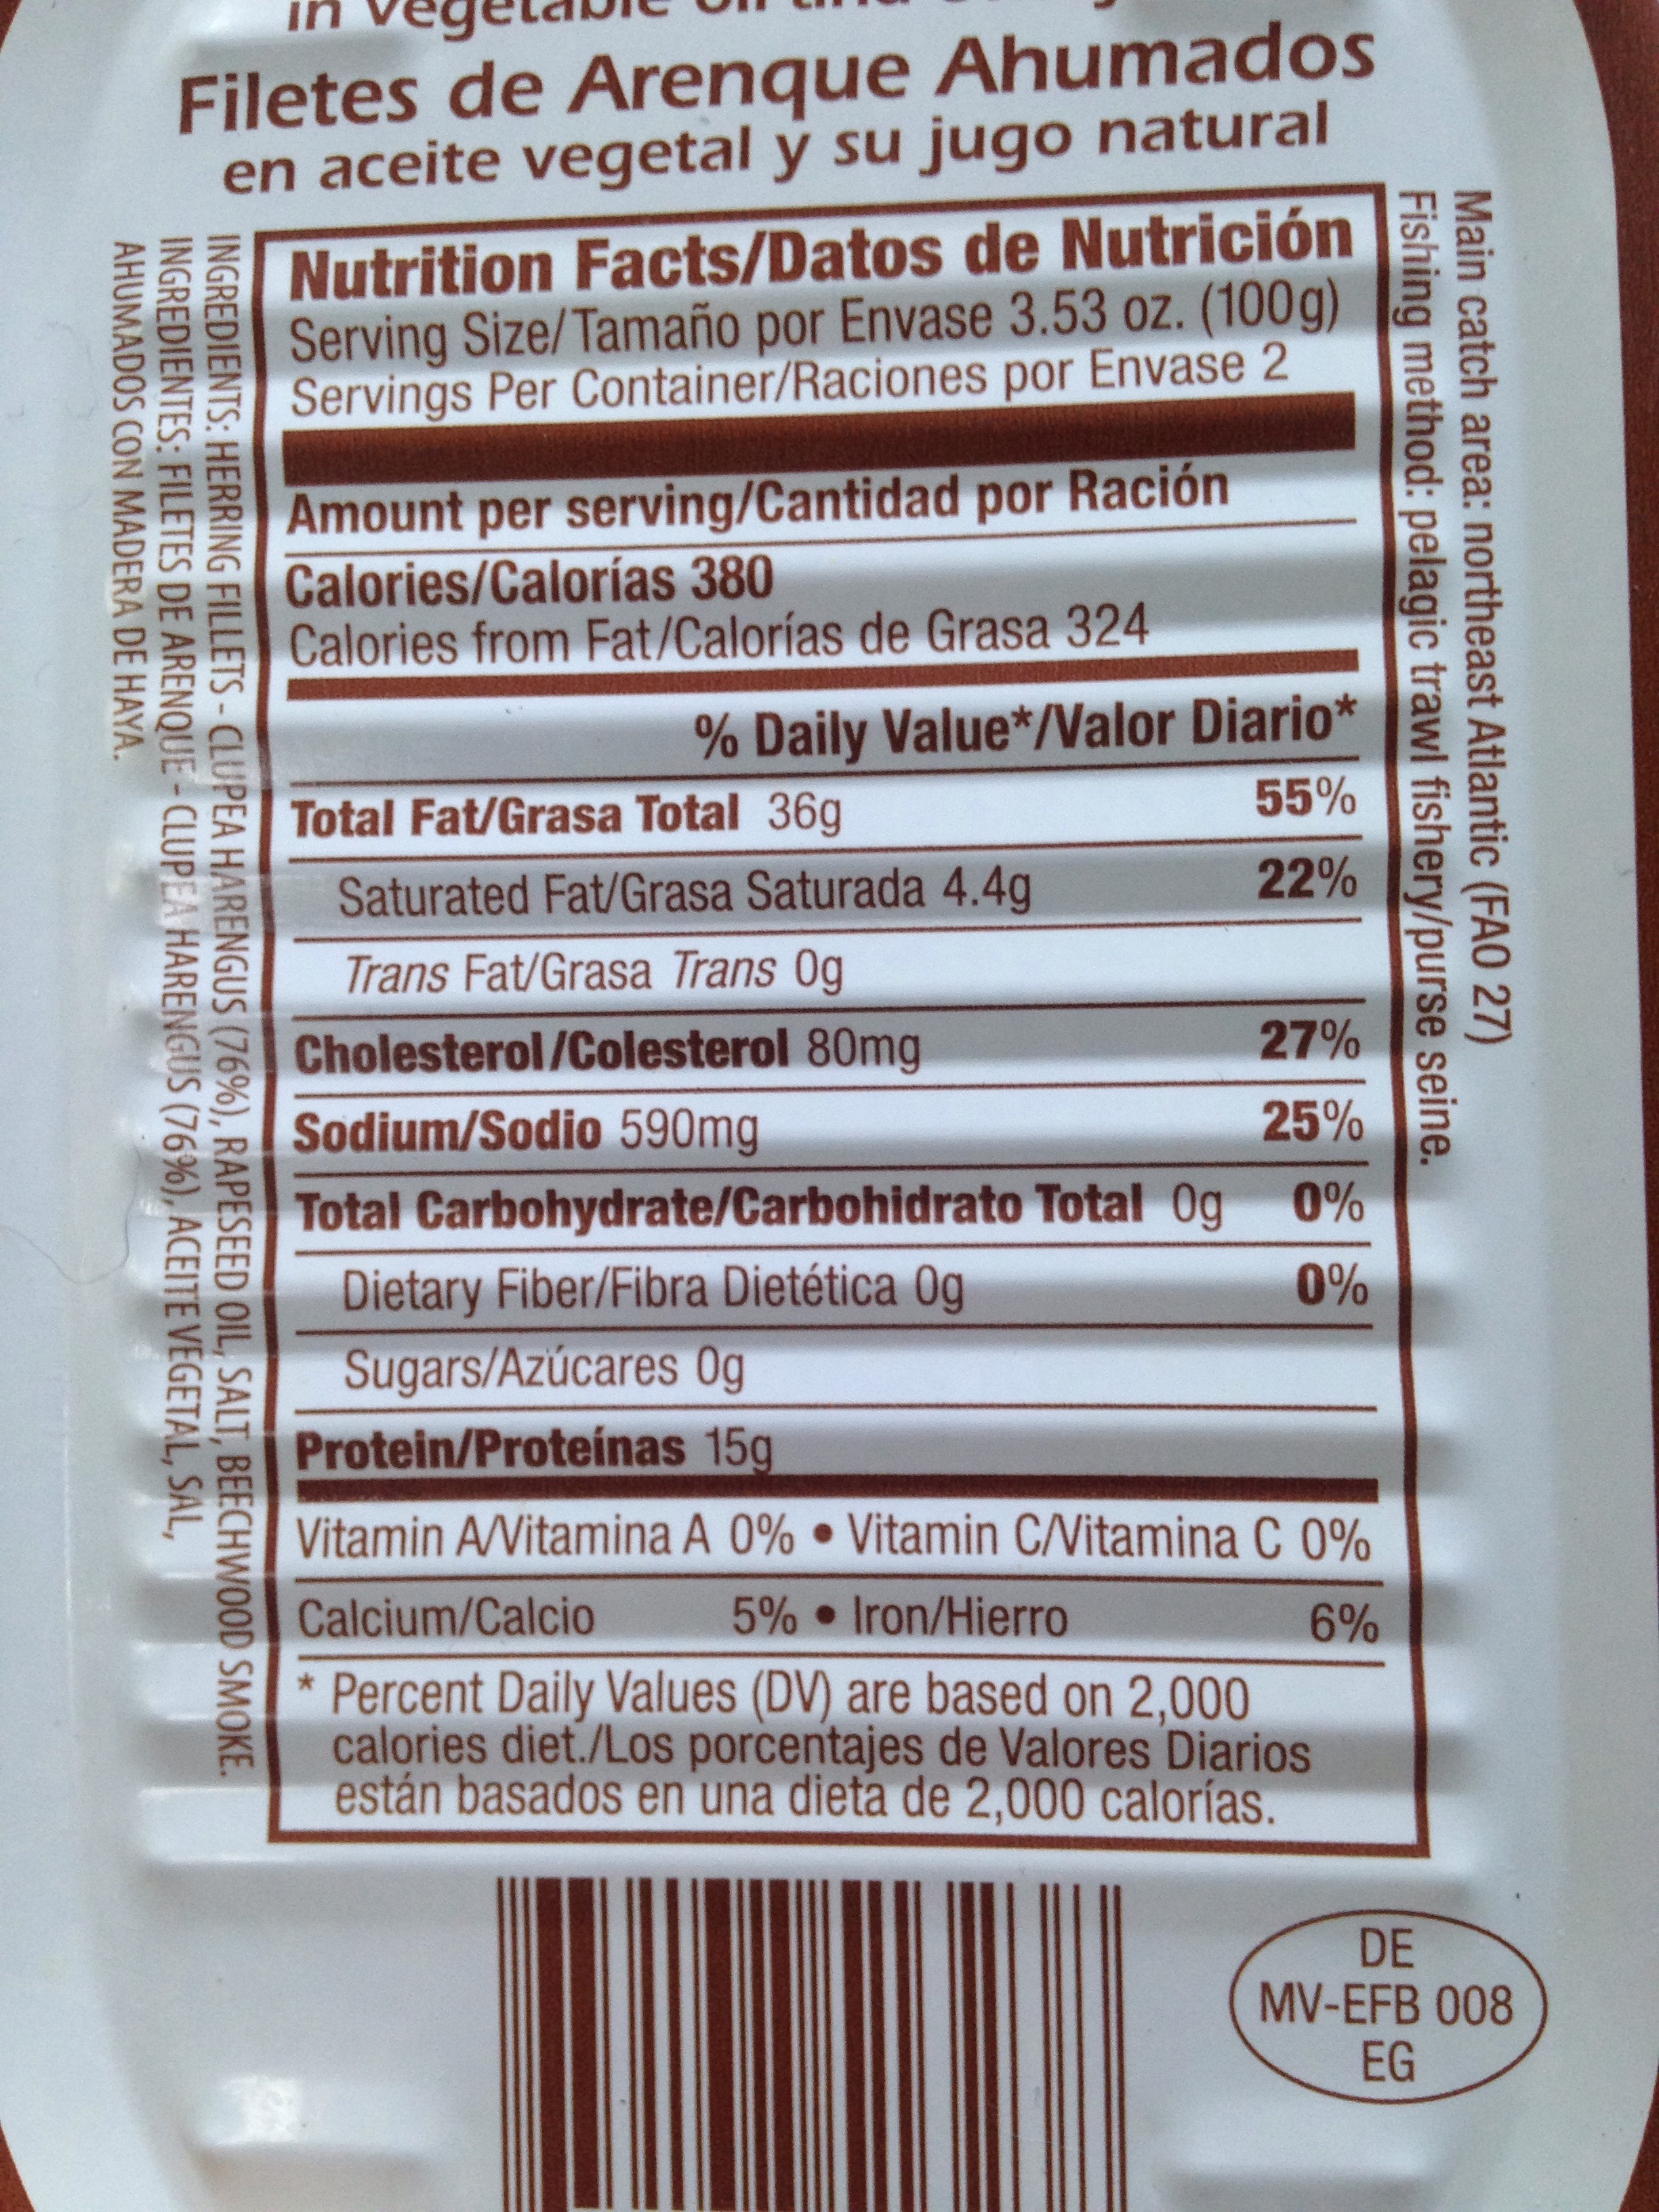 in vegetable
Filetes de Arenque Ahumados
en aceite vegetal y su jugo natural
Nutrition Facts/Datos de Nutrición
Serving Size/Tamaño por Envase 3.53 oz. (100g)
Servings Per Container/Raciones por Envase 2
Amount per serving/Cantidad por Ración
Calories/Calorías 380
Calories from Fat/Calorías de Grasa 324
% Daily Value*/Valor Diario*
Total Fat/Grasa Total 36g 55%
Saturated Fat/Grasa Saturada 4.4g 22%
Trans Fat/Grasa Trans 0g
Cholesterol/Colesterol 80mg 27%
Sodium/Sodio 590mg 25%
Total Carbohydrate/Carbohidrato Total 0g 0%
Dietary Fiber/Fibra Dietética 0g 0%
Sugars/Azúcares 0g
Protein/Proteínas 15g
Vitamin A/Vitamina A 0% • Vitamin C/Vitamina C 0%
Calcium/Calcio 5% • Iron/Hierro 6%
* Percent Daily Values (DV) are based on 2,000
calories diet./Los porcentajes de Valores Diarios
están basados en una dieta de 2,000 calorías.
Main catch area: northeast Atlantic (FAO 27)
Fishing method: pelagic trawl fishery/purse seine.
INGREDIENTS: HERRING FILLETS - CLUPEA HARENGUS (76%), RAPESEED OIL, SALT, BEECHWOOD SMOKE.
INGREDIENTES: FILETES DE ARENQUE - CLUPEA HARENGUS (76%), ACEITE VEGETAL, SAL,
AHUMADOS CON MADERA DE HAYA.
DE
MV-EFB 008
EG